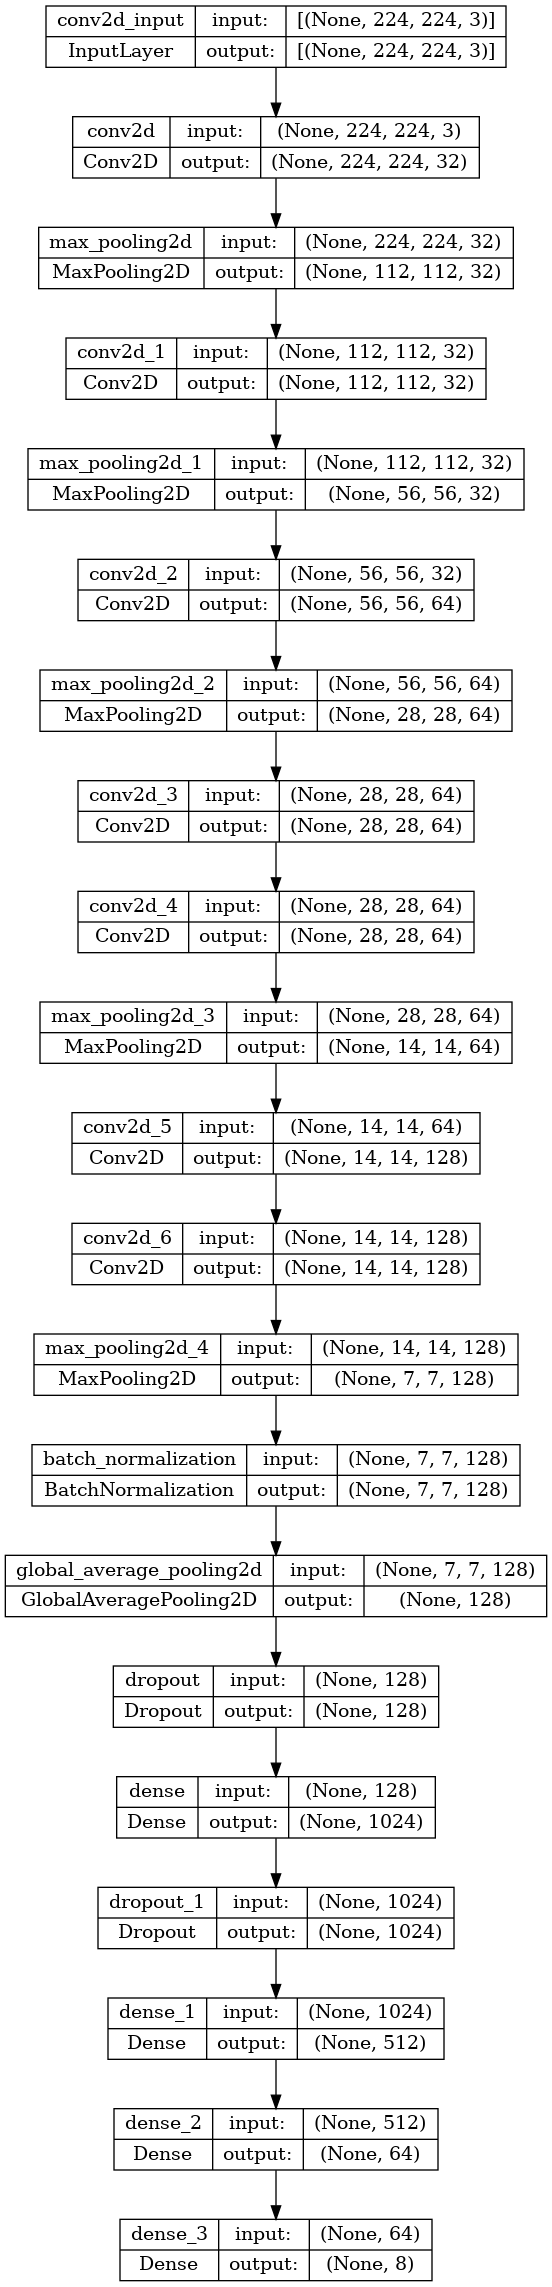 conv2d_input input: [(None, 224, 224, 3)]
InputLayer output: [(None, 224, 224, 3)]
conv2d input: (None, 224, 224, 3)
Conv2D output: (None, 224, 224, 32)
max_pooling2d input: (None, 224, 224, 32)
MaxPooling2D output: (None, 112, 112, 32)
conv2d_1 input: (None, 112, 112, 32)
Conv2D output: (None, 112, 112, 32)
max_pooling2d_1 input: (None, 112, 112, 32)
MaxPooling2D output: (None, 56, 56, 32)
conv2d_2 input: (None, 56, 56, 32)
Conv2D output: (None, 56, 56, 64)
max_pooling2d_2 input: (None, 56, 56, 64)
MaxPooling2D output: (None, 28, 28, 64)
conv2d_3 input: (None, 28, 28, 64)
Conv2D output: (None, 28, 28, 64)
conv2d_4 input: (None, 28, 28, 64)
Conv2D output: (None, 28, 28, 64)
max_pooling2d_3 input: (None, 28, 28, 64)
MaxPooling2D output: (None, 14, 14, 64)
conv2d_5 input: (None, 14, 14, 64)
Conv2D output: (None, 14, 14, 128)
conv2d_6 input: (None, 14, 14, 128)
Conv2D output: (None, 14, 14, 128)
max_pooling2d_4 input: (None, 14, 14, 128)
MaxPooling2D output: (None, 7, 7, 128)
batch_normalization input: (None, 7, 7, 128)
BatchNormalization output: (None, 7, 7, 128)
global_average_pooling2d input: (None, 7, 7, 128)
GlobalAveragePooling2D output: (None, 128)
dropout input: (None, 128)
Dropout output: (None, 128)
dense input: (None, 128)
Dense output: (None, 1024)
dropout_1 input: (None, 1024)
Dropout output: (None, 1024)
dense_1 input: (None, 1024)
Dense output: (None, 512)
dense_2 input: (None, 512)
Dense output: (None, 64)
dense_3 input: (None, 64)
Dense output: (None, 8)